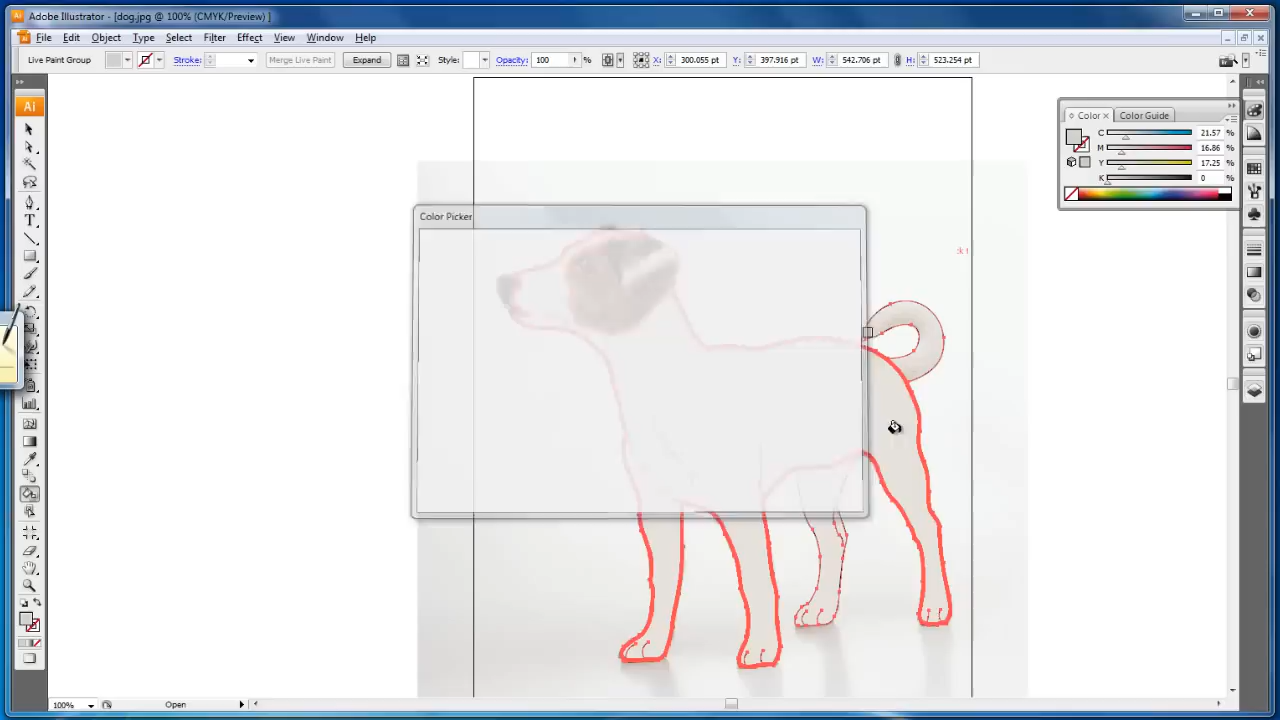 Adobe Illustrator - [dog.jpg @ 100% (CMYK/Preview) ]
File Edit Object Type Select Filter Effect View Window Help
Live Paint Group Stroke: Merge Live Paint Expand Style: Opacity: 100 % X: 300.055 pt Y: 397.916 pt W: 542.706 pt H: 523.254 pt
Ai
Color Color Guide
C 21.57 %
M 16.86 %
Y 17.25 %
K 0 %
Color Picker
T
100% Open